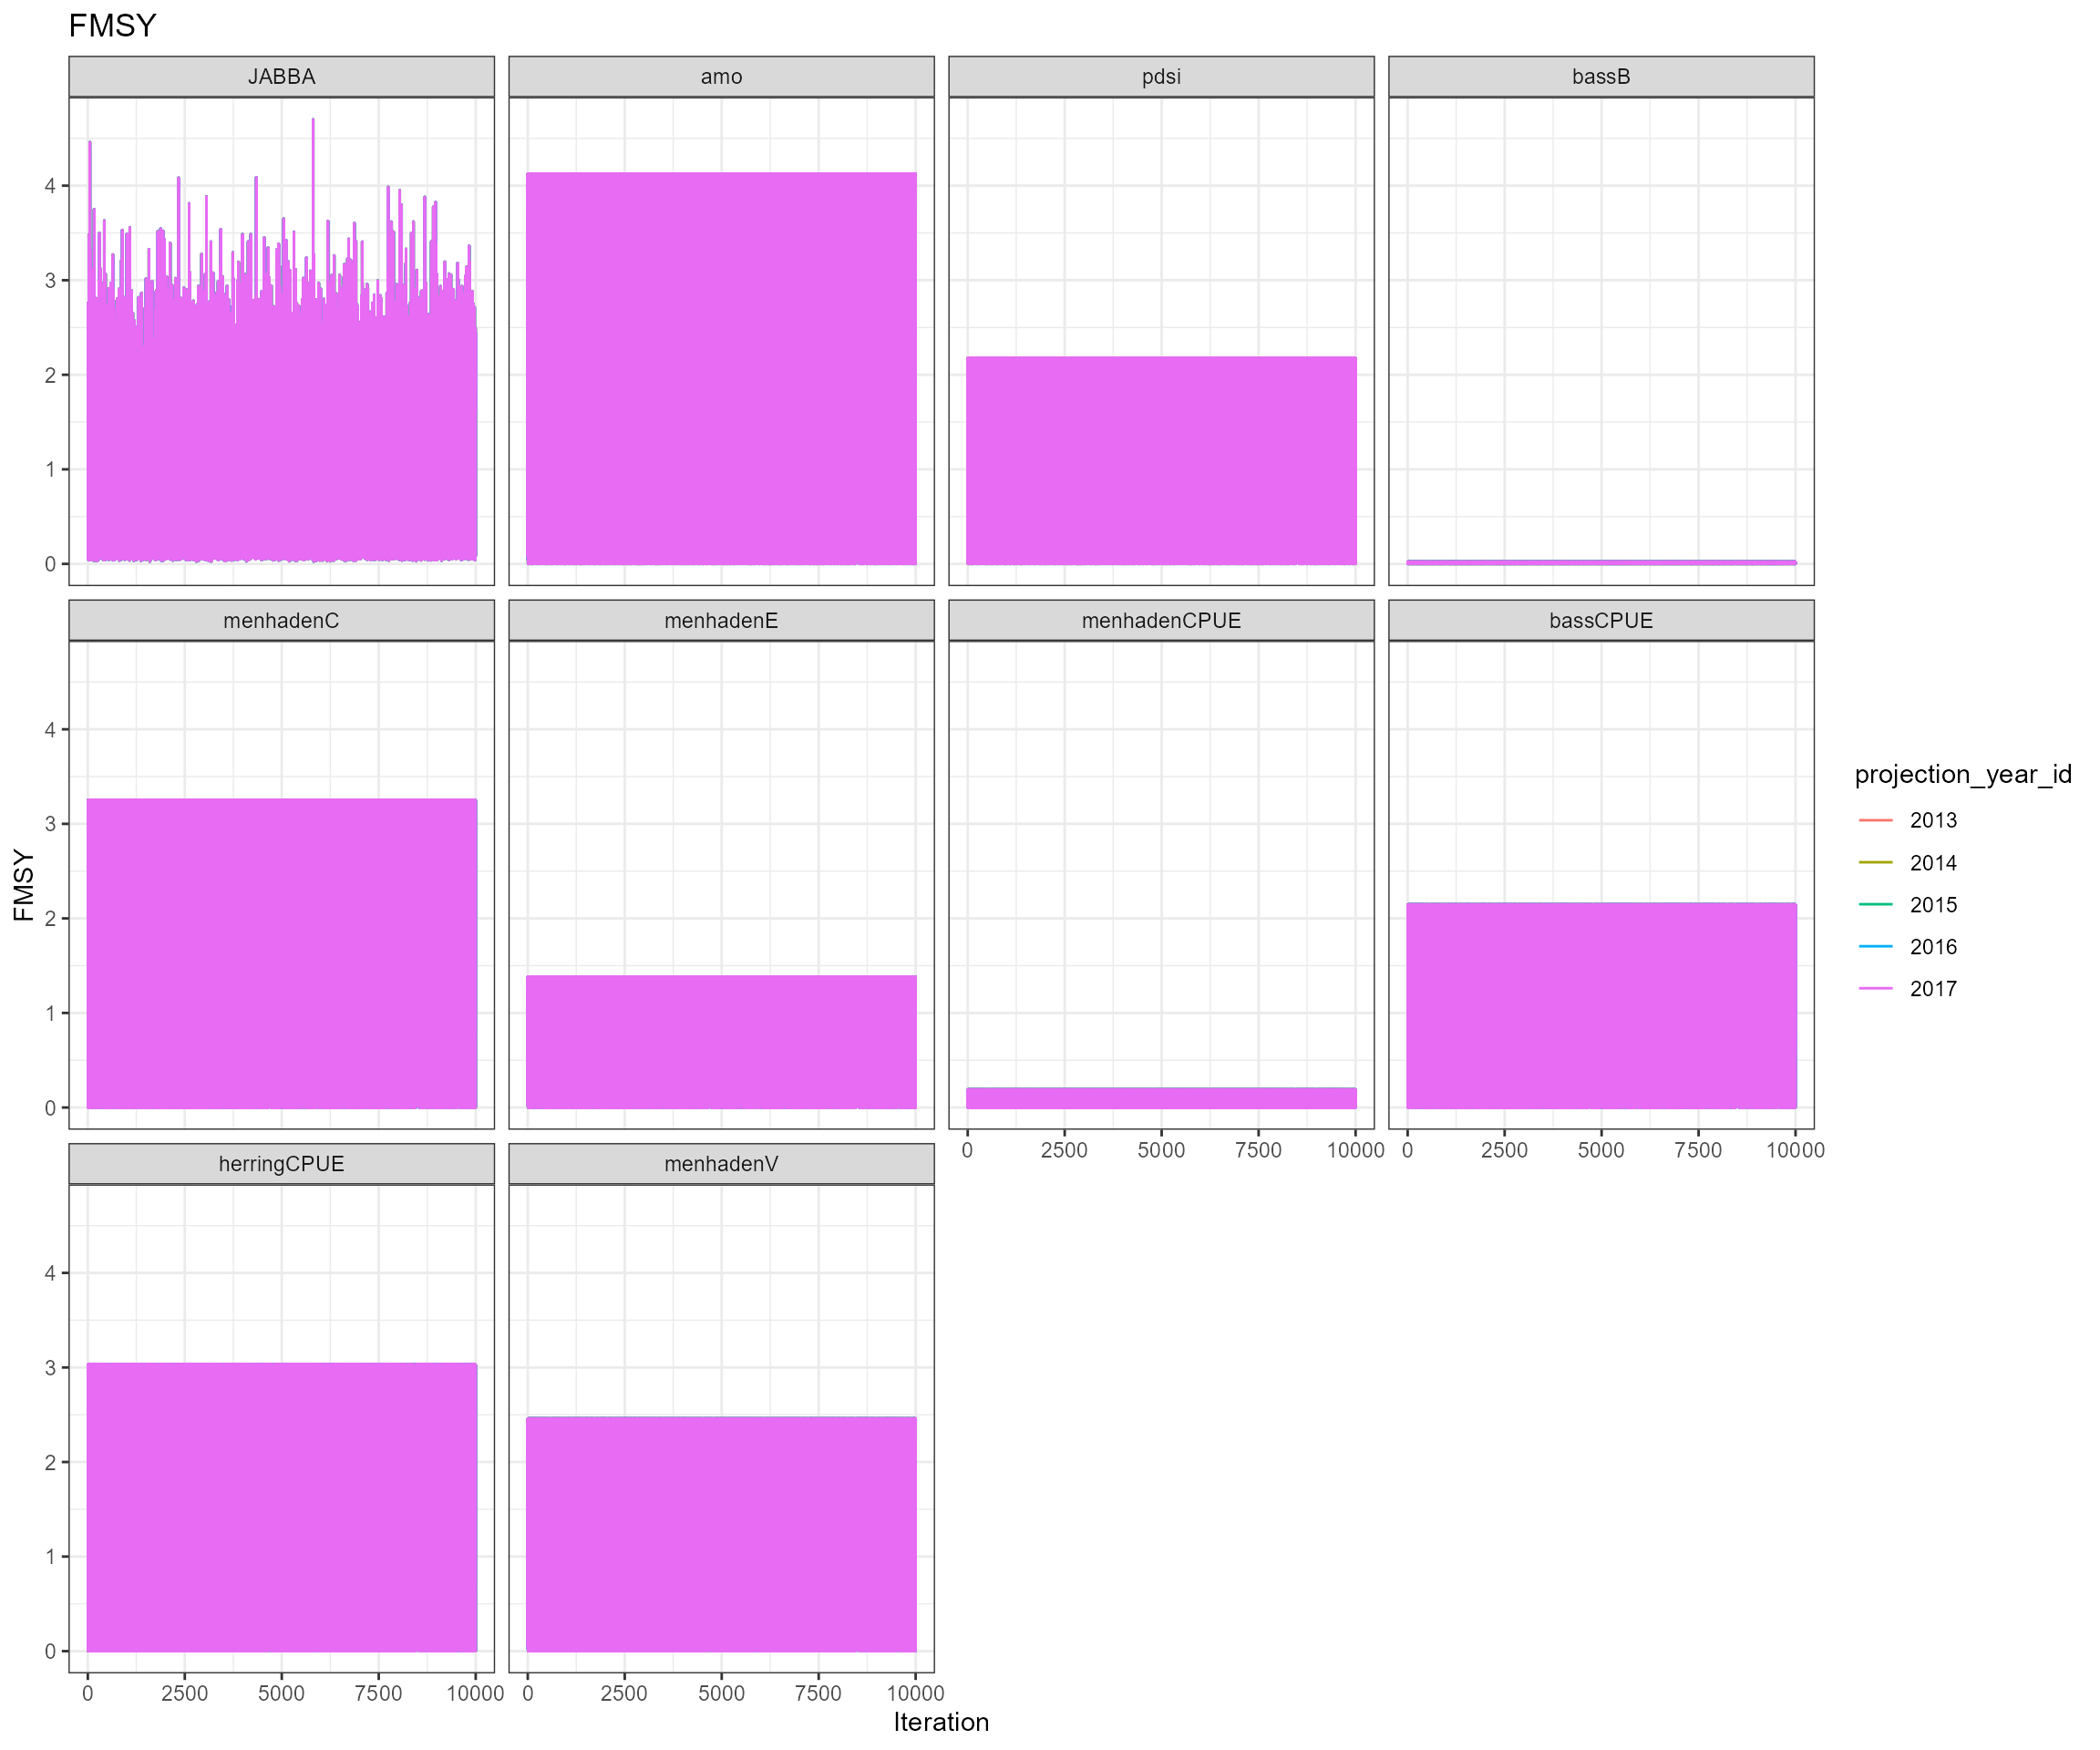 FMSY
JABBA amo pdsi bassB
4
3
2
1
0
menhadenC menhadenE menhadenCPUE bassCPUE
4
3
2
1
0
0 2500 5000 7500 10000 0 2500 5000 7500 10000
herringCPUE menhadenV
4
3
2
1
0
0 2500 5000 7500 10000 0 2500 5000 7500 10000
Iteration
FMSY
projection_year_id
2013
2014
2015
2016
2017